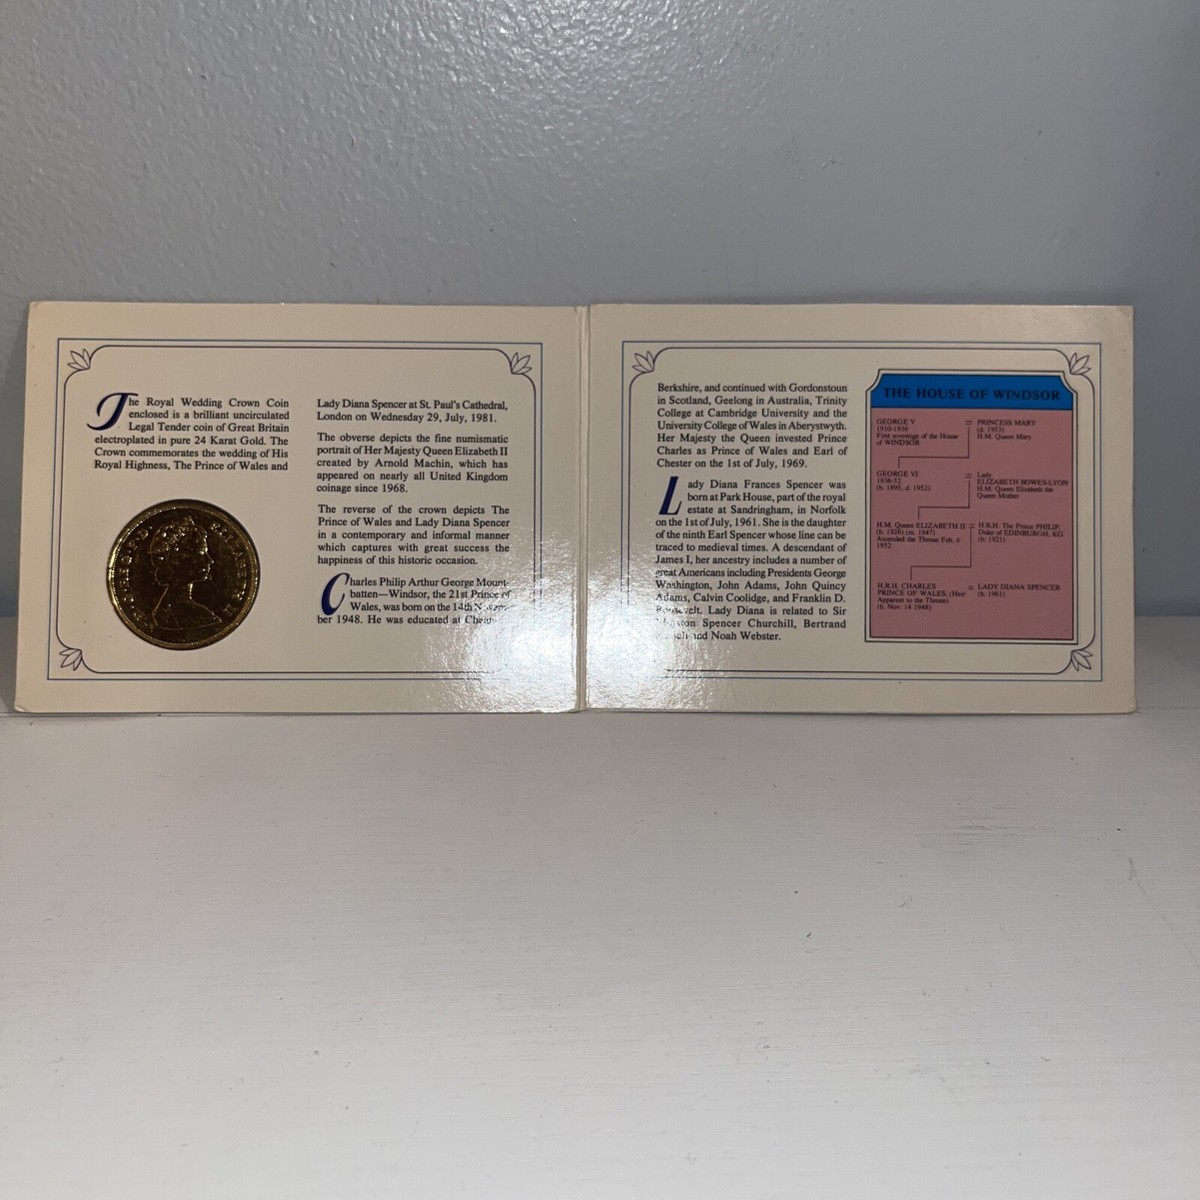 The Royal Wedding Crown Coin
enclosed is a brilliant uncirculated
Legal Tender coin of Great Britain
electroplated in pure 24 Karat Gold. The
Crown commemorates the wedding of His
Royal Highness, The Prince of Wales and
Lady Diana Spencer at St. Paul's Cathedral,
London on Wednesday 29, July, 1981.
The obverse depicts the fine numismatic
portrait of Her Majesty Queen Elizabeth II
created by Arnold Machin, which has
appeared on nearly all United Kingdom
coinage since 1968.
The reverse of the crown depicts The
Prince of Wales and Lady Diana Spencer
in a contemporary and informal manner
which captures with great success the
happiness of this historic occasion.
Charles Philip Arthur George Mount-
batten—Windsor, the 21st Prince of
Wales, was born on the 14th Novem-
ber 1948. He was educated at
Berkshire, and continued with Gordonstoun
in Scotland, Geelong in Australia, Trinity
College at Cambridge University and the
University College of Wales in Aberystwyth.
Her Majesty the Queen invested Prince
Charles as Prince of Wales and Earl of
Chester on the 1st of July, 1969.
Lady Diana Frances Spencer was
born at Park House, part of the royal
estate at Sandringham, in Norfolk
on the 1st of July, 1961. She is the daughter
of the ninth Earl Spencer whose line can be
traced to medieval times. A descendant of
James I, her ancestry includes a number of
great Americans including Presidents George
Washington, John Adams, John Quincy
Adams, Calvin Coolidge, and Franklin D.
Roosevelt. Lady Diana is related to Sir
Winston Spencer Churchill, Bertrand
and Noah Webster.
THE HOUSE OF WINDSOR
GEORGE V = PRINCESS MARY
1910-1936 (d. 1953)
First sovereign of the House H.M. Queen Mary
of WINDSOR
GEORGE VI = Lady
1936-52 ELIZABETH BOWES-LYON
(b. 1895, d. 1952) H.M. Queen Elizabeth the
Queen Mother
H.M. Queen ELIZABETH II = H.R.H. The Prince PHILIP,
(b. 1926) (m. 1947) Duke of EDINBURGH, KG
Ascended the Throne Feb. 6 (b. 1921)
1952
H.R.H. CHARLES = LADY DIANA SPENCER
PRINCE OF WALES, (Heir (b. 1961)
Apparent to the Throne)
(b. Nov. 14 1948)